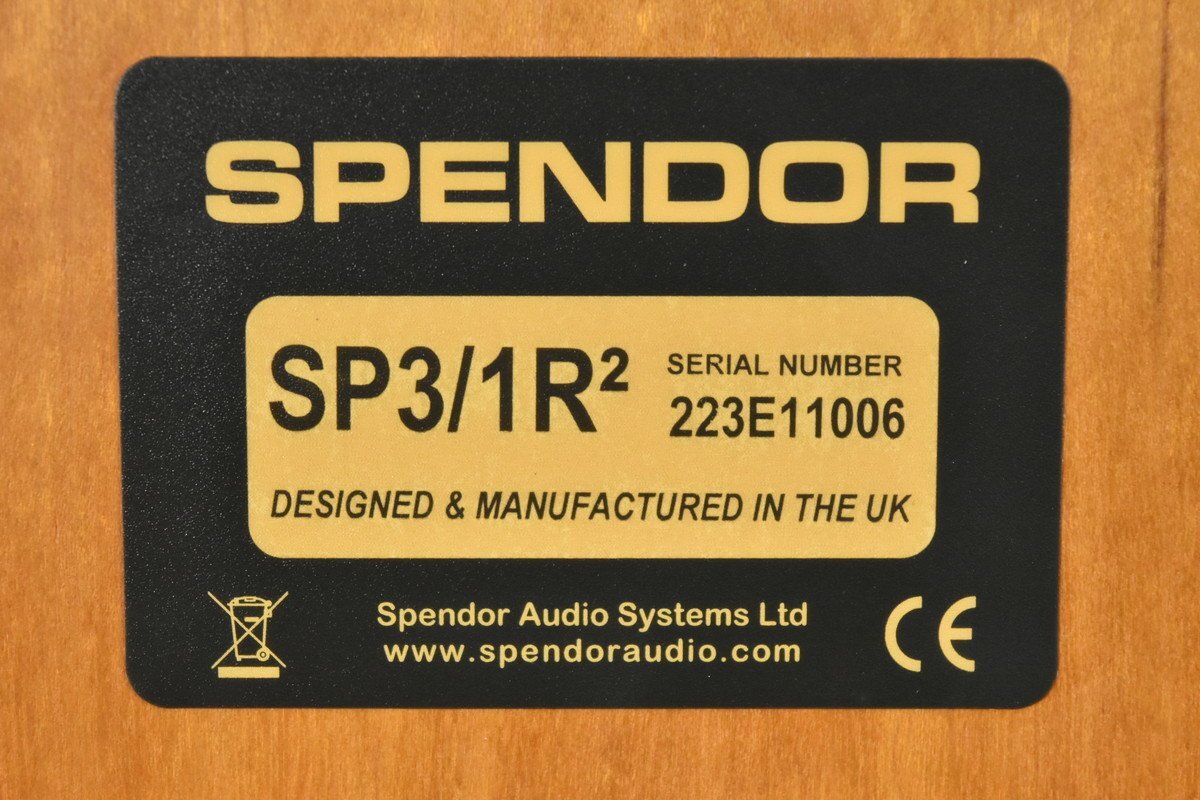 SPENDOR
SP3/1R²
SERIAL NUMBER
223E11006
DESIGNED & MANUFACTURED IN THE UK
Spendor Audio Systems Ltd
www.spendoraudio.com
CE